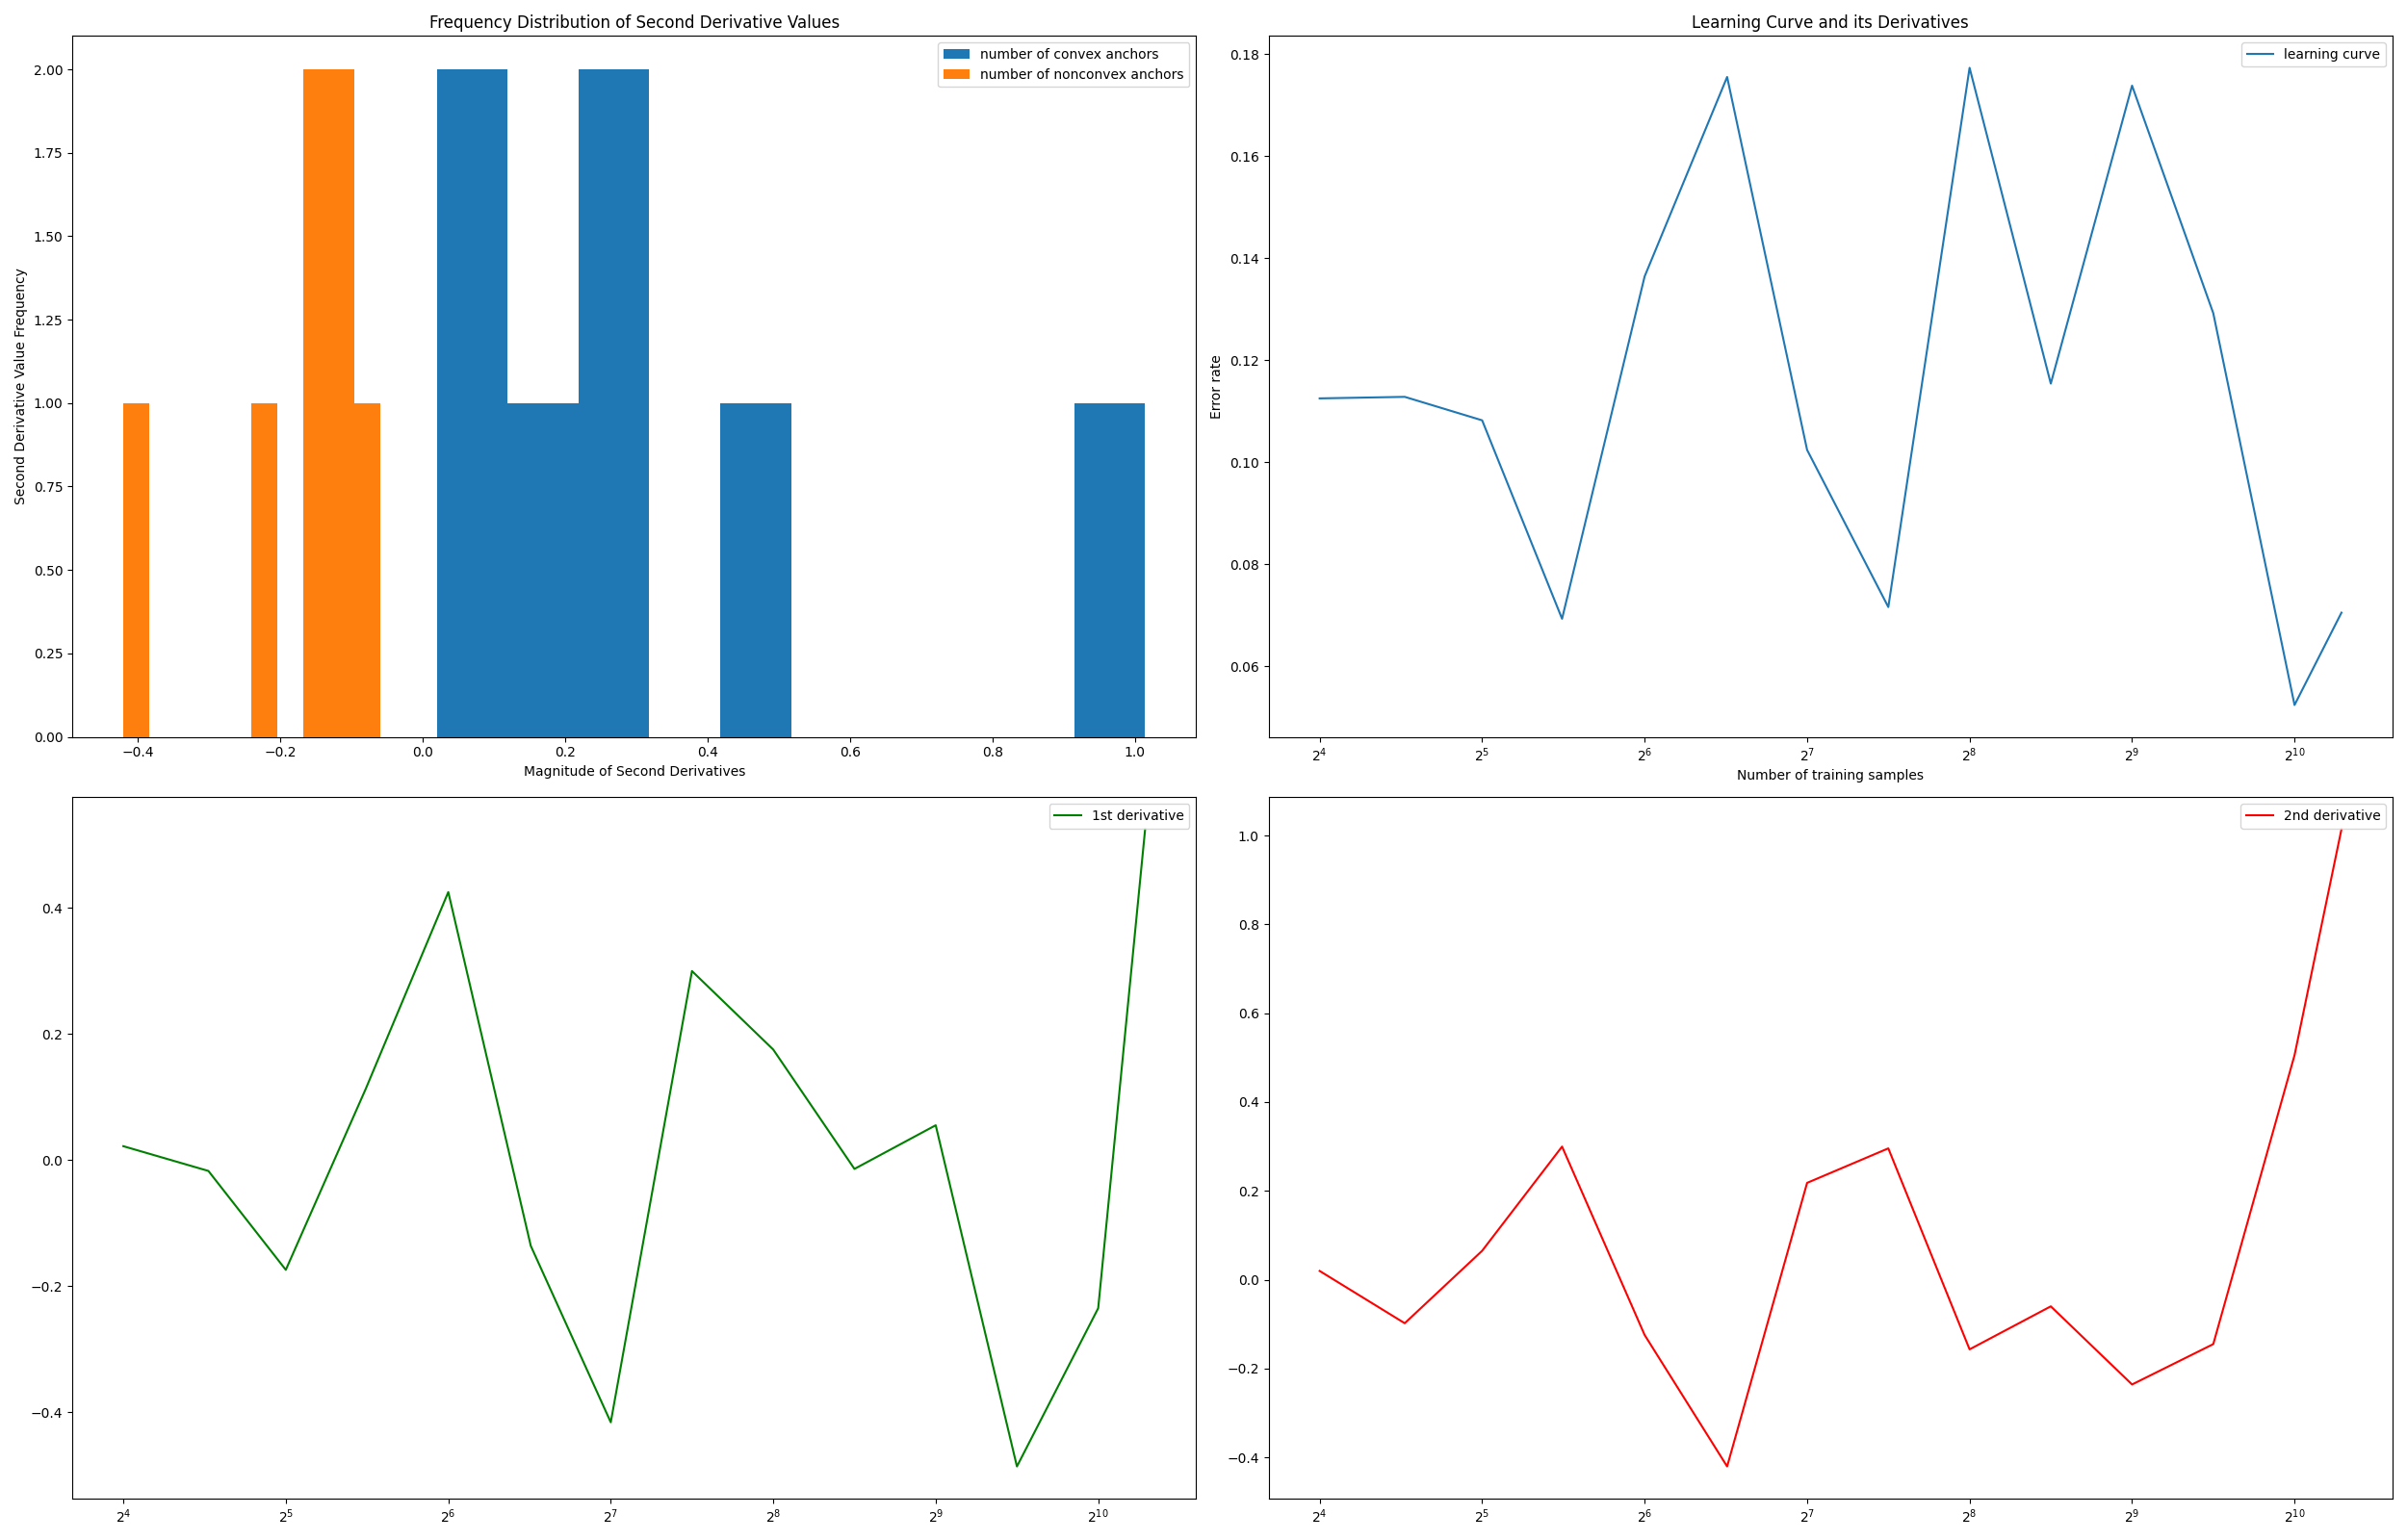 Frequency Distribution of Second Derivative Values
number of convex anchors
number of nonconvex anchors
2.00
1.75
1.50
1.25
1.00
0.75
0.50
0.25
0.00
Second Derivative Value Frequency
−0.4 −0.2 0.0 0.2 0.4 0.6 0.8 1.0
Magnitude of Second Derivatives
Learning Curve and its Derivatives
learning curve
0.18
0.16
0.14
0.12
0.10
0.08
0.06
Error rate
2⁴ 2⁵ 2⁶ 2⁷ 2⁸ 2⁹ 2¹⁰
Number of training samples
1st derivative
0.4
0.2
0.0
−0.2
−0.4
2⁴ 2⁵ 2⁶ 2⁷ 2⁸ 2⁹ 2¹⁰
2nd derivative
1.0
0.8
0.6
0.4
0.2
0.0
−0.2
−0.4
2⁴ 2⁵ 2⁶ 2⁷ 2⁸ 2⁹ 2¹⁰